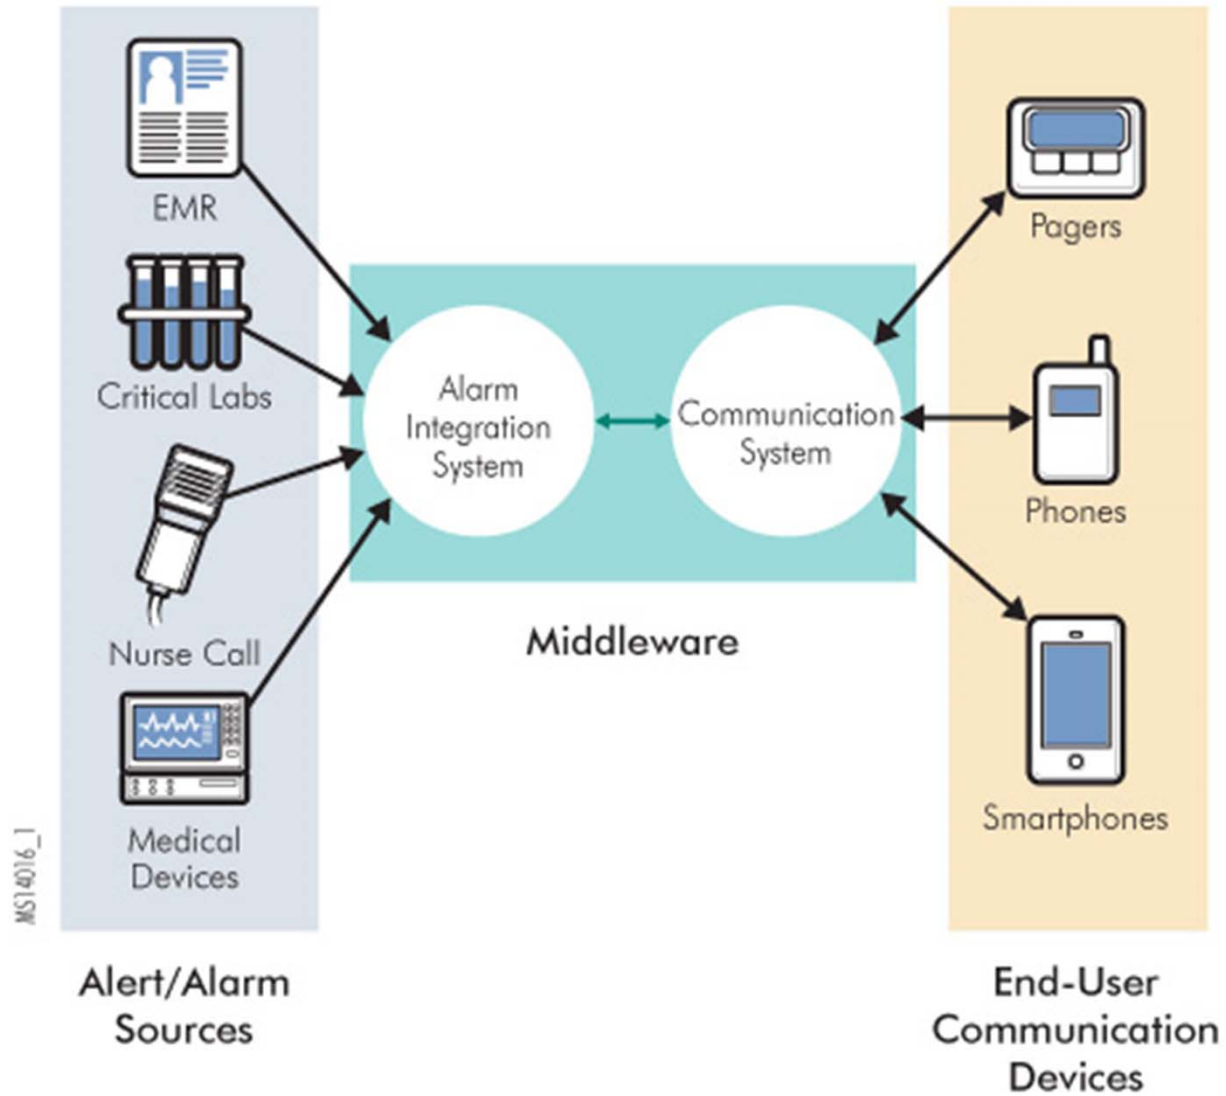 EMR
Critical Labs
Nurse Call
Medical
Devices
Alert/Alarm
Sources
Alarm
Integration
System
Communication
System
Middleware
Pagers
Phones
Smartphones
End-User
Communication
Devices
MS14016_1